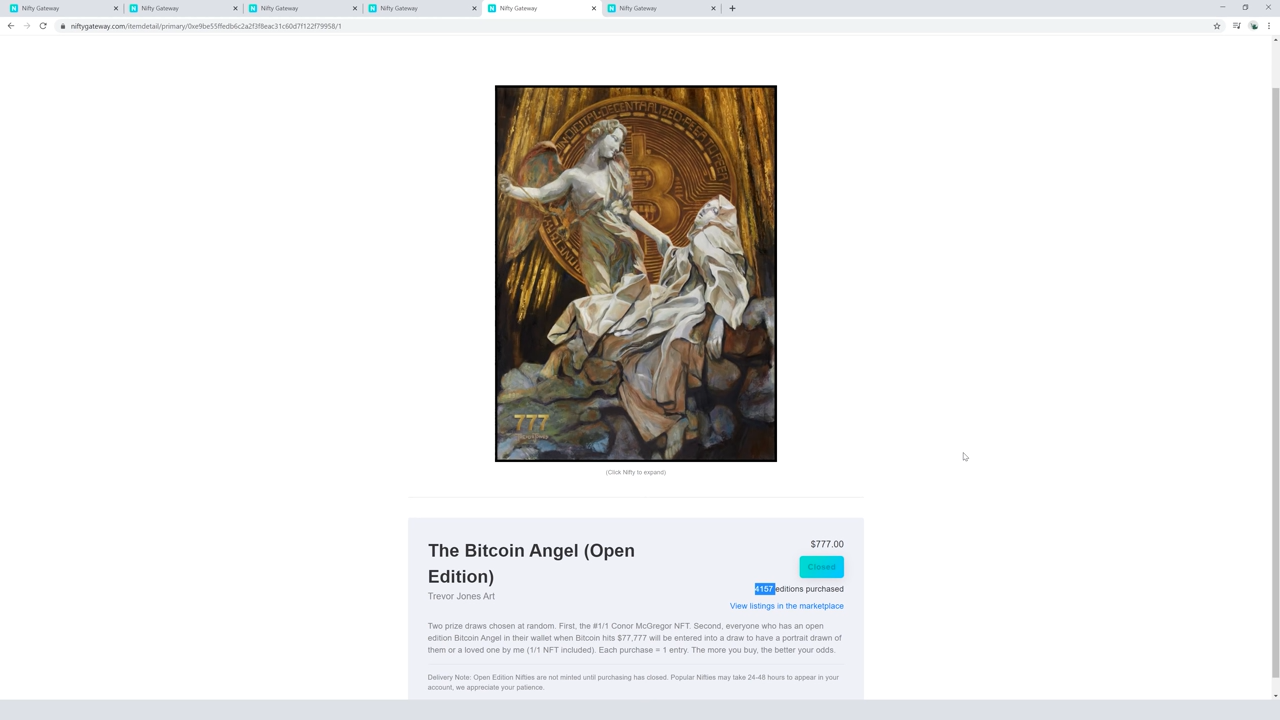 Nifty Gateway
Nifty Gateway
Nifty Gateway
Nifty Gateway
Nifty Gateway
Nifty Gateway
niftygateway.com/itemdetail/primary/0xe9be55ffedb6c2a2f3f8eac31c60d7f122f79958/1
DIGITAL·DECENTRALIZED·PEER TO PEER
777
(Click Nifty to expand)
The Bitcoin Angel (Open
Edition)
Trevor Jones Art
$777.00
Closed
4157 editions purchased
View listings in the marketplace
Two prize draws chosen at random. First, the #1/1 Conor McGregor NFT. Second, everyone who has an open
edition Bitcoin Angel in their wallet when Bitcoin hits $77,777 will be entered into a draw to have a portrait drawn of
them or a loved one by me (1/1 NFT included). Each purchase = 1 entry. The more you buy, the better your odds.
Delivery Note: Open Edition Nifties are not minted until purchasing has closed. Popular Nifties may take 24-48 hours to appear in your
account, we appreciate your patience.